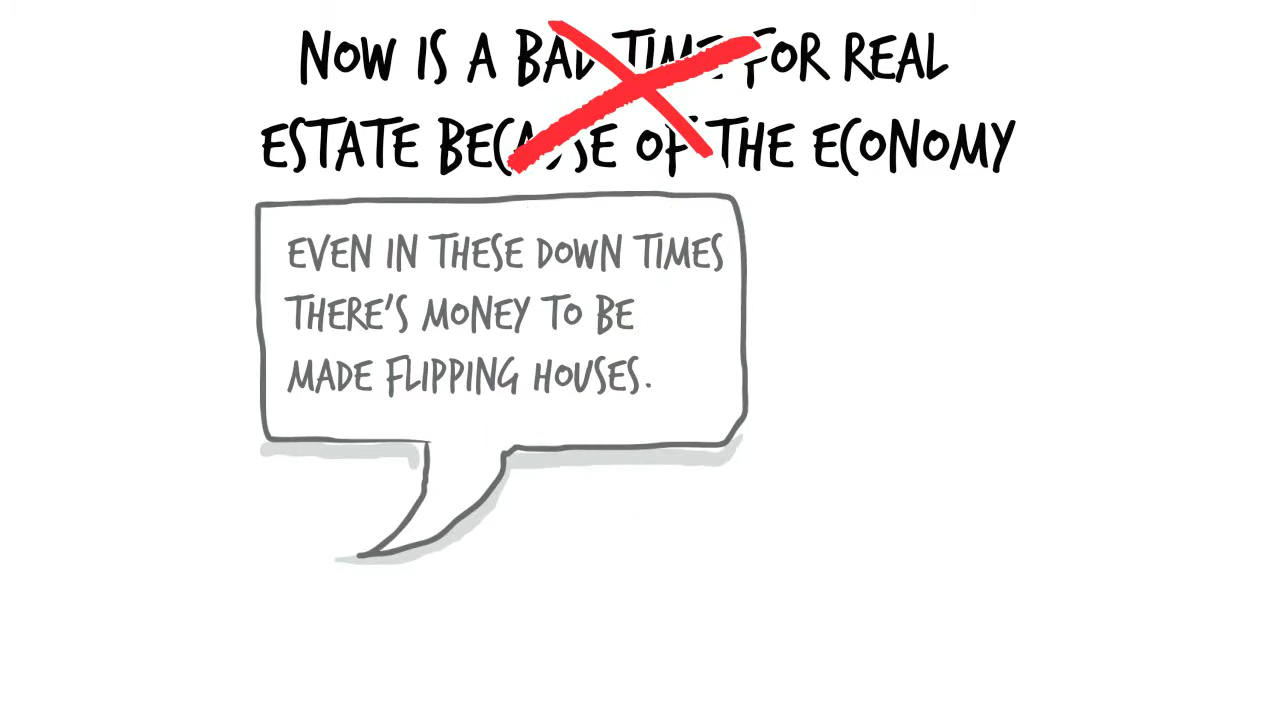 NOW IS A BAD TIME FOR REAL
ESTATE BECAUSE OF THE ECONOMY
EVEN IN THESE DOWN TIMES
THERE'S MONEY TO BE
MADE FLIPPING HOUSES.